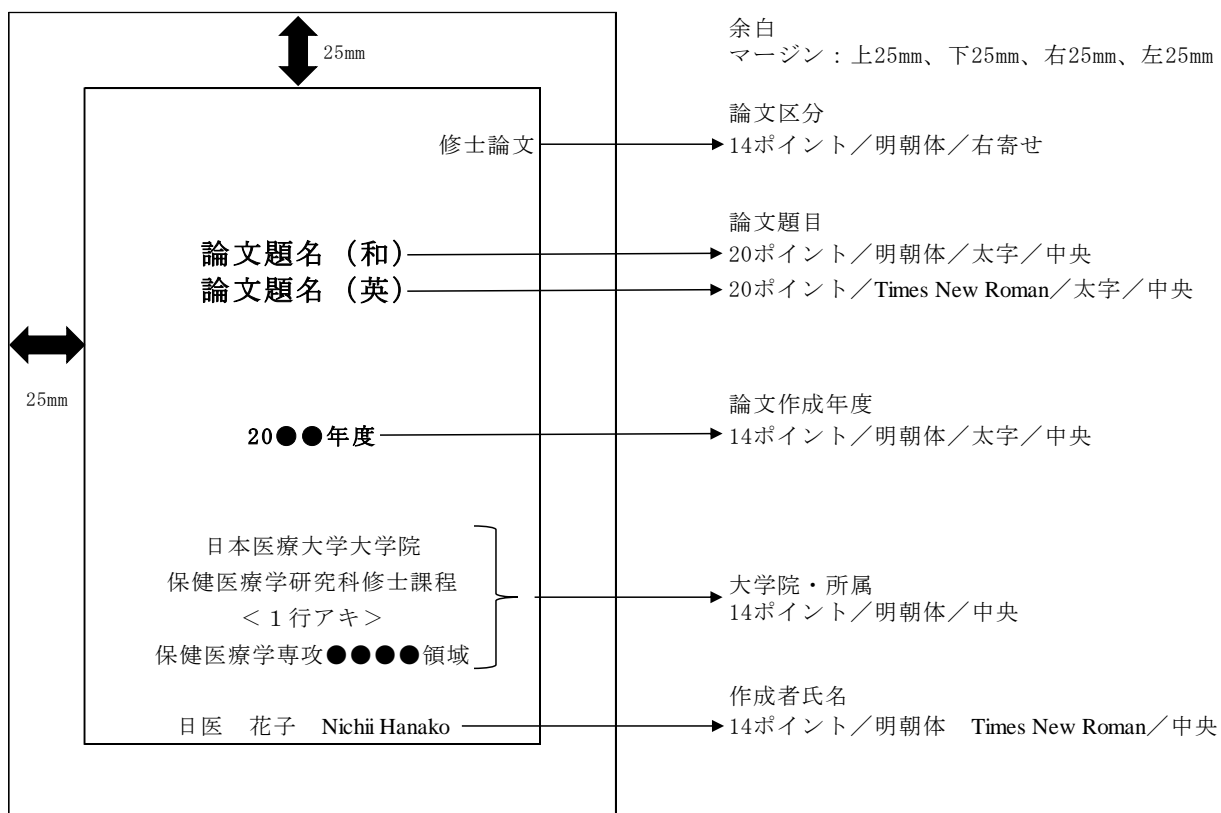 25㎜
余白
マージン：上25㎜、下25㎜、右25㎜、左25㎜
修士論文
論文区分
14ポイント／明朝体／右寄せ
論文題名（和）
論文題名（英）
論文題目
20ポイント／明朝体／太字／中央
20ポイント／Times New Roman／太字／中央
25㎜
20●●年度
論文作成年度
14ポイント／明朝体／太字／中央
日本医療大学大学院
保健医療学研究科修士課程
＜１行アキ＞
保健医療学専攻●●●●領域
大学院・所属
14ポイント／明朝体／中央
日医　花子　Nichii Hanako
作成者氏名
14ポイント／明朝体　Times New Roman／中央